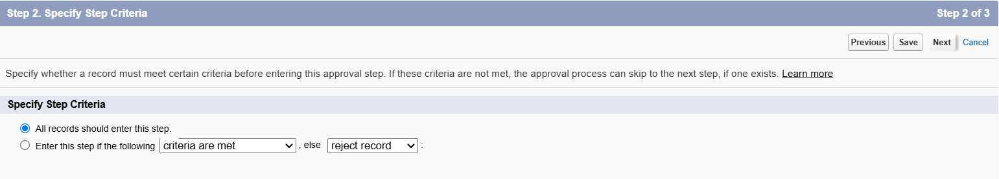 Step 2. Specify Step Criteria Step 2 of 3
Previous Save Next Cancel
Specify whether a record must meet certain criteria before entering this approval step. If these criteria are not met, the approval process can skip to the next step, if one exists. Learn more
Specify Step Criteria
All records should enter this step.
Enter this step if the following criteria are met , else reject record :